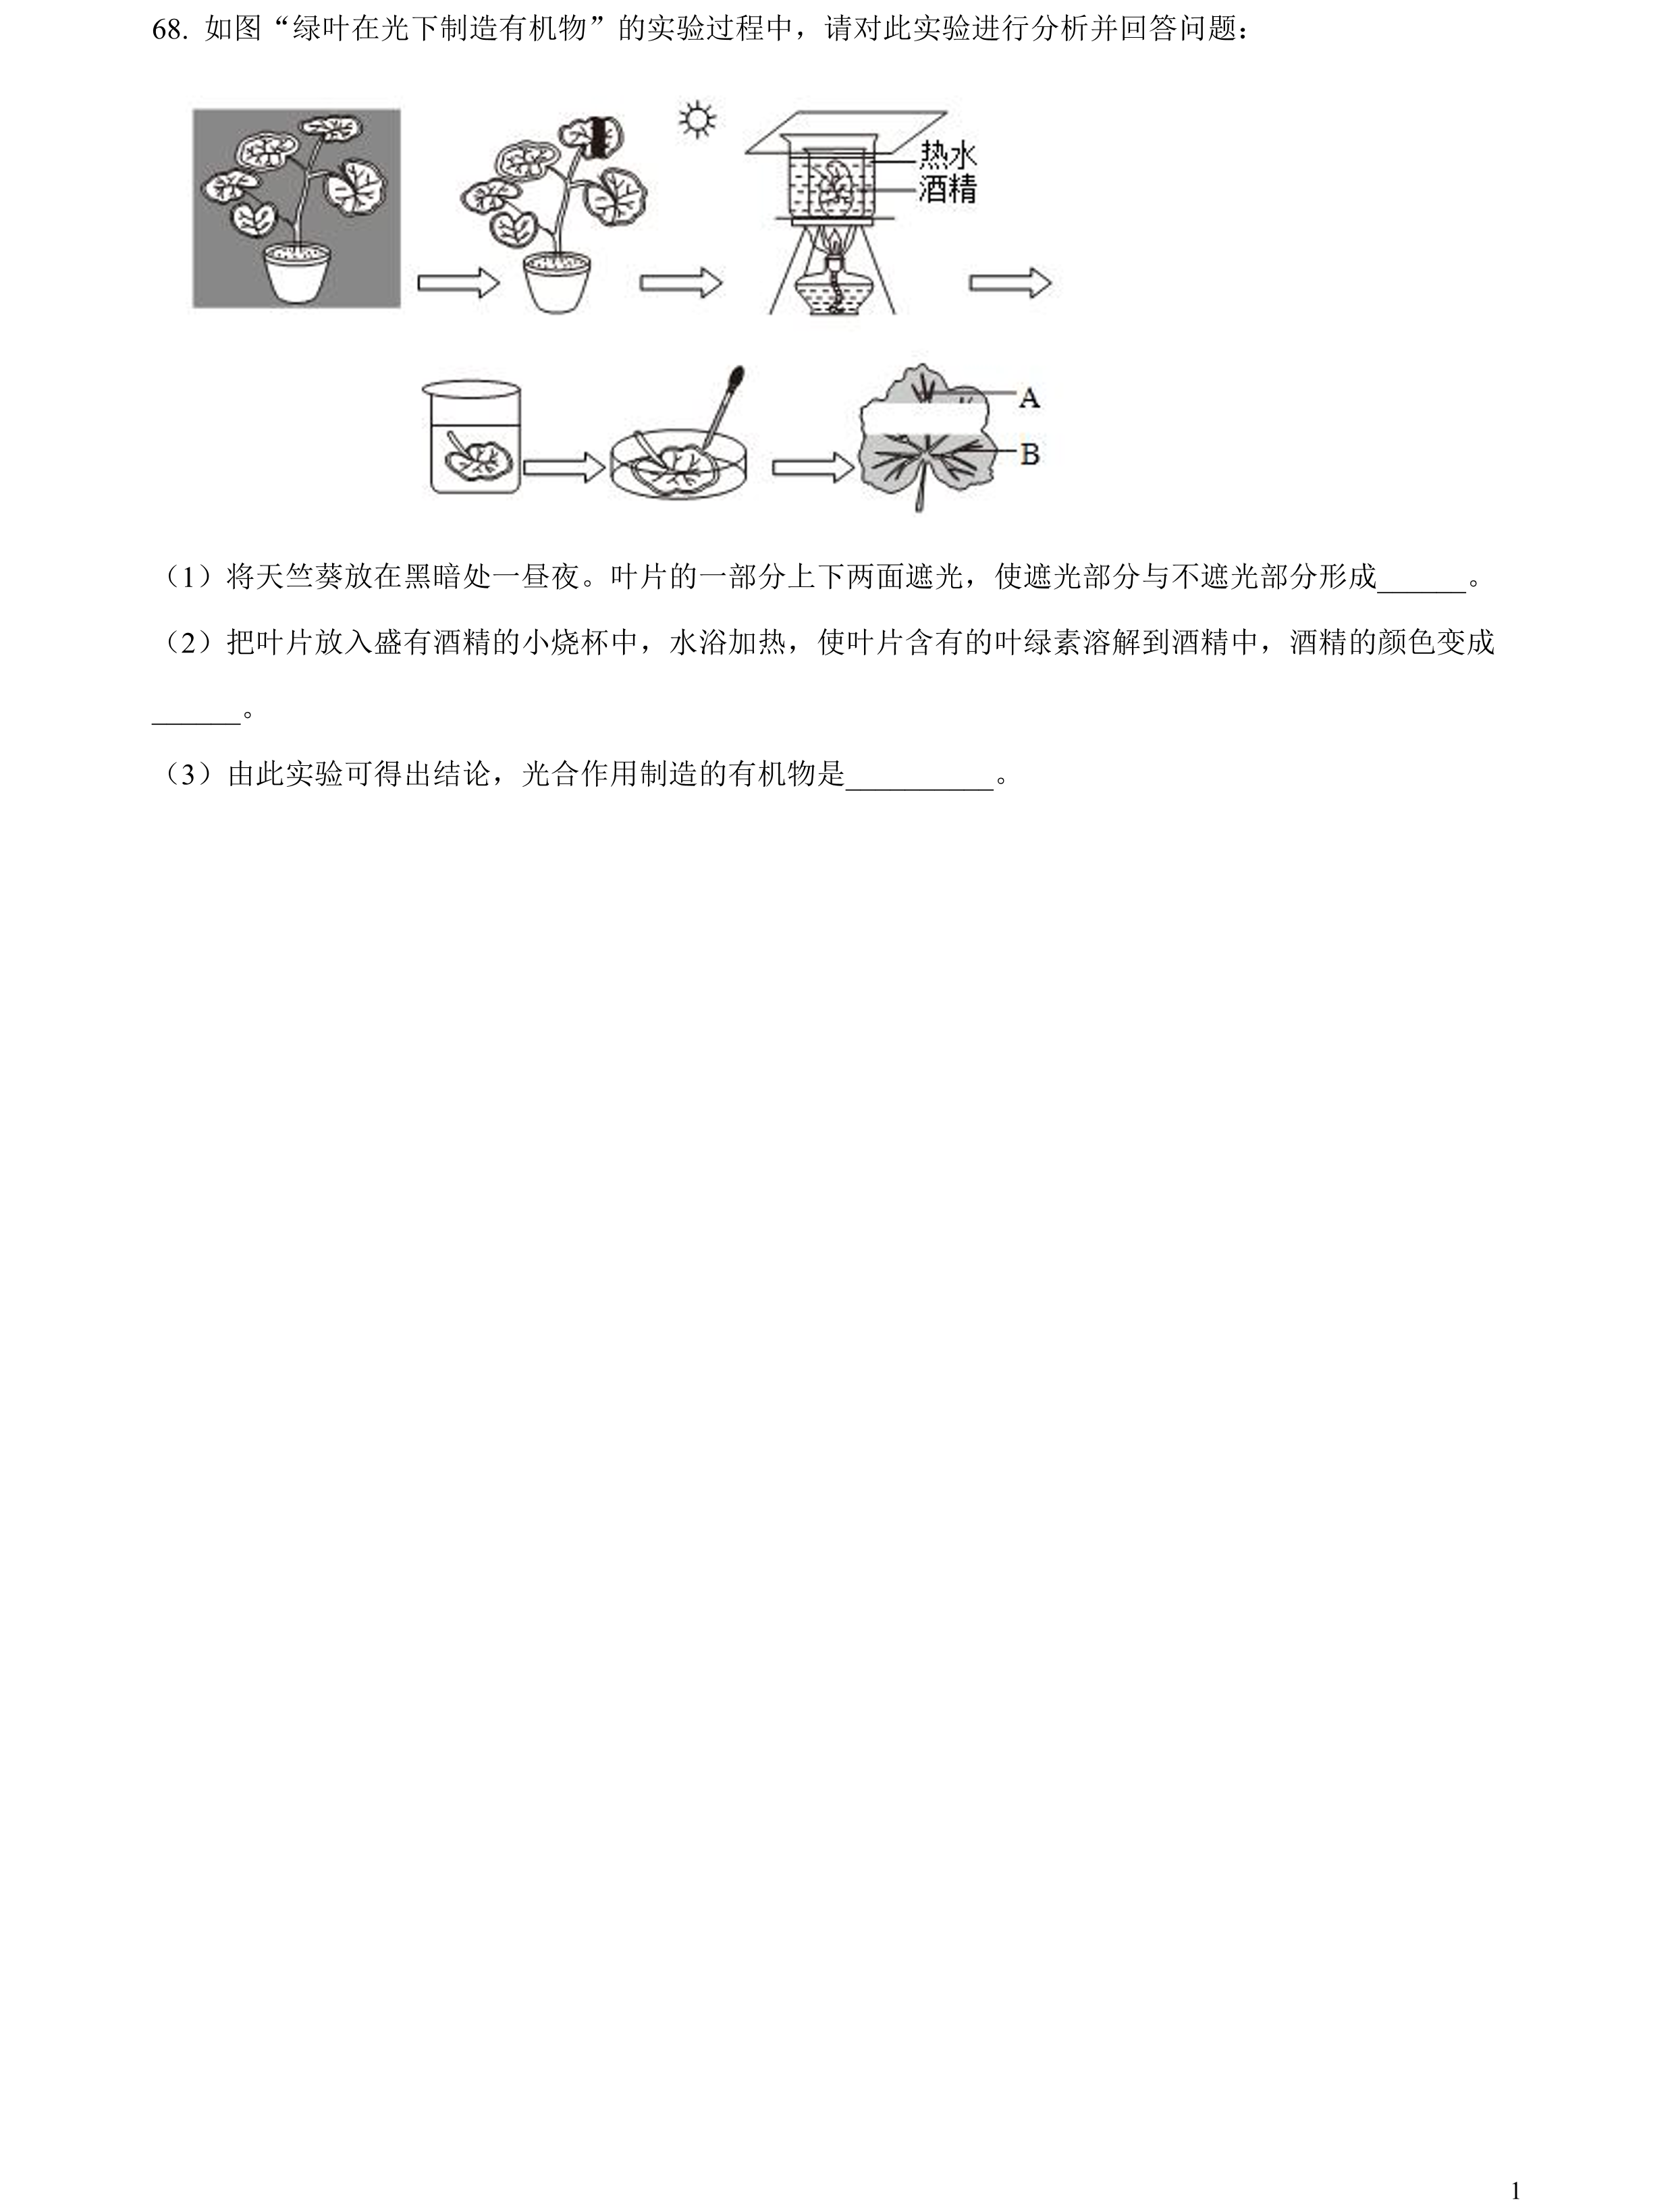 68. 如图“绿叶在光下制造有机物”的实验过程中，请对此实验进行分析并回答问题：
热水
酒精
A
B
（1）将天竺葵放在黑暗处一昼夜。叶片的一部分上下两面遮光，使遮光部分与不遮光部分形成______。
（2）把叶片放入盛有酒精的小烧杯中，水浴加热，使叶片含有的叶绿素溶解到酒精中，酒精的颜色变成
______。
（3）由此实验可得出结论，光合作用制造的有机物是__________。
1